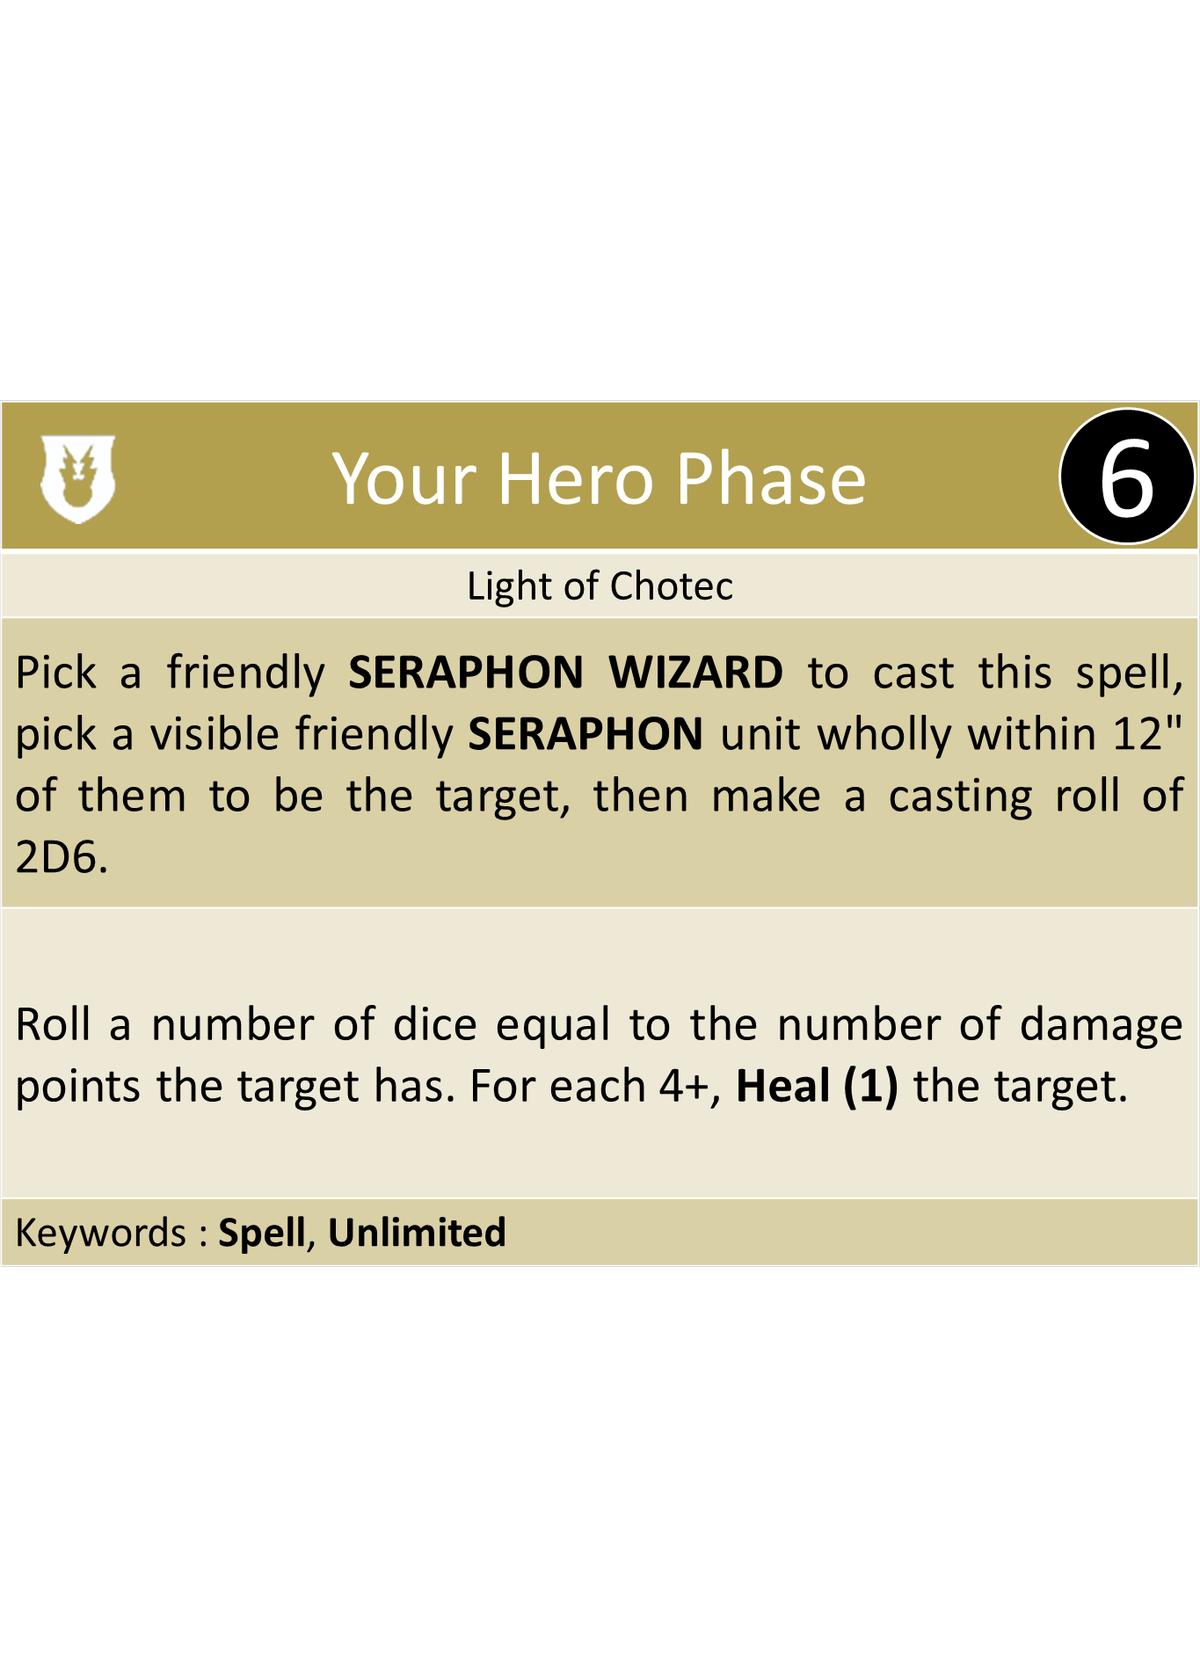 Your Hero Phase
6
Light of Chotec
Pick a friendly SERAPHON WIZARD to cast this spell,
pick a visible friendly SERAPHON unit wholly within 12"
of them to be the target, then make a casting roll of
2D6.
Roll a number of dice equal to the number of damage
points the target has. For each 4+, Heal (1) the target.
Keywords : Spell, Unlimited